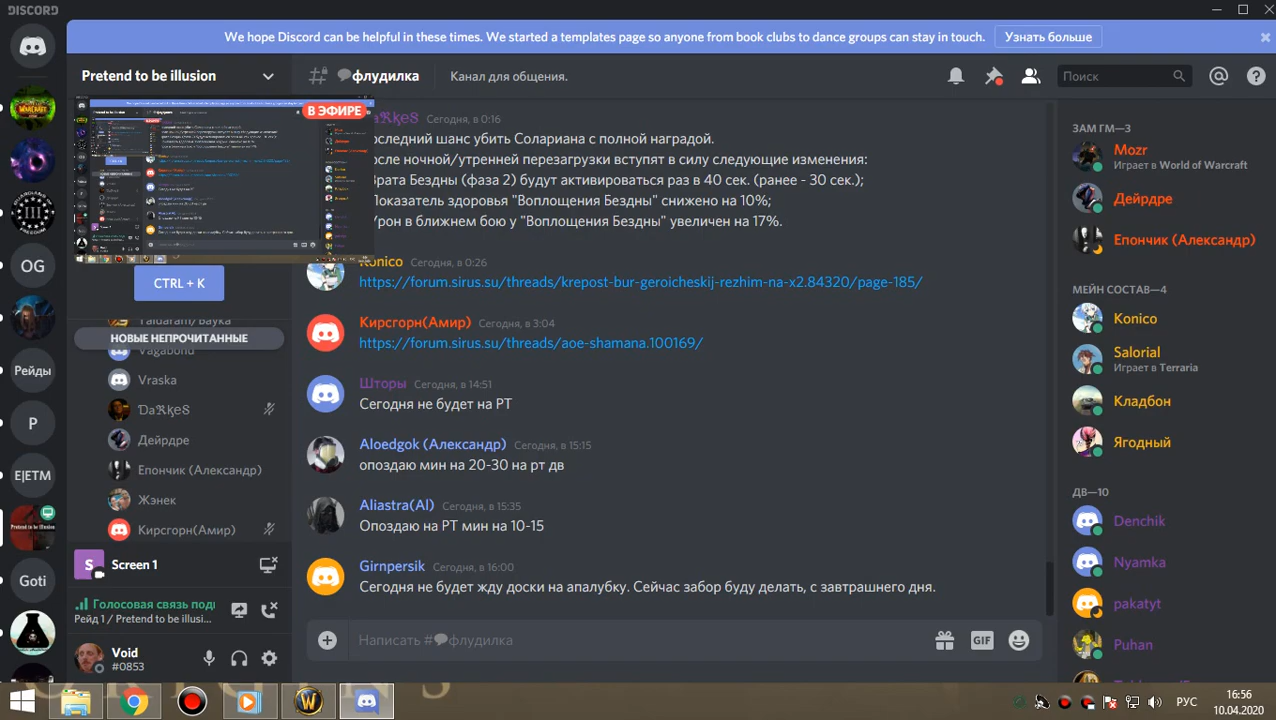 DISCORD
We hope Discord can be helpful in these times. We started a templates page so anyone from book clubs to dance groups can stay in touch.
Узнать больше
Pretend to be illusion
флудилка
Канал для общения.
Поиск
В ЭФИРЕ
CTRL + K
НОВЫЕ НЕПРОЧИТАННЫЕ
Vagabond
Vraska
DaRķeS
Дейрдре
Епончик (Александр)
Жэнек
Кирсгорн(Амир)
Screen 1
Голосовая связь подк
Рейд 1 / Pretend to be illusi...
Void
#0853
OG
Рейды
P
E|ETM
Goti
Сегодня, в 0:16
оследний шанс убить Солариана с полной наградой.
осле ночной/утренней перезагрузки вступят в силу следующие изменения:
рата Бездны (фаза 2) будут активироваться раз в 40 сек. (ранее - 30 сек.);
оказатель здоровья "Воплощения Бездны" снижено на 10%;
рон в ближнем бою у "Воплощения Бездны" увеличен на 17%.
Konico Сегодня, в 0:26
https://forum.sirus.su/threads/krepost-bur-geroicheskij-rezhim-na-x2.84320/page-185/
Кирсгорн(Амир) Сегодня, в 3:04
https://forum.sirus.su/threads/aoe-shamana.100169/
Шторы Сегодня, в 14:51
Сегодня не будет на РТ
Aloedgok (Александр) Сегодня, в 15:15
опоздаю мин на 20-30 на рт дв
Aliastra(Al) Сегодня, в 15:35
Опоздаю на РТ мин на 10-15
Girnpersik Сегодня, в 16:00
Сегодня не будет жду доски на апалубку. Сейчас забор буду делать, с завтрашнего дня.
Написать #флудилка
GIF
ЗАМ ГМ—3
Mozr
Играет в World of Warcraft
Дейрдре
Епончик (Александр)
МЕЙН СОСТАВ—4
Konico
Salorial
Играет в Terraria
Кладбон
Ягодный
ДВ—10
Denchik
Nyamka
pakatyt
Puhan
РУС
16:56
10.04.2020